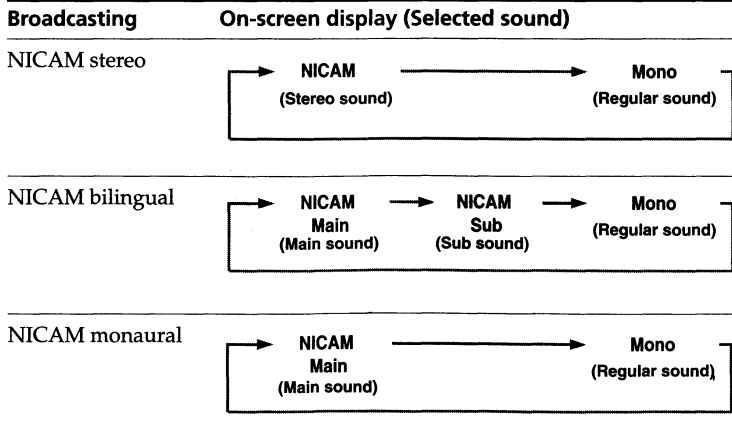 Broadcasting On-screen display (Selected sound)
NICAM stereo
NICAM Mono
(Stereo sound) (Regular sound)
NICAM bilingual
NICAM NICAM Mono
Main Sub
(Main sound) (Sub sound) (Regular sound)
NICAM monaural
NICAM Mono
Main
(Main sound) (Regular sound)